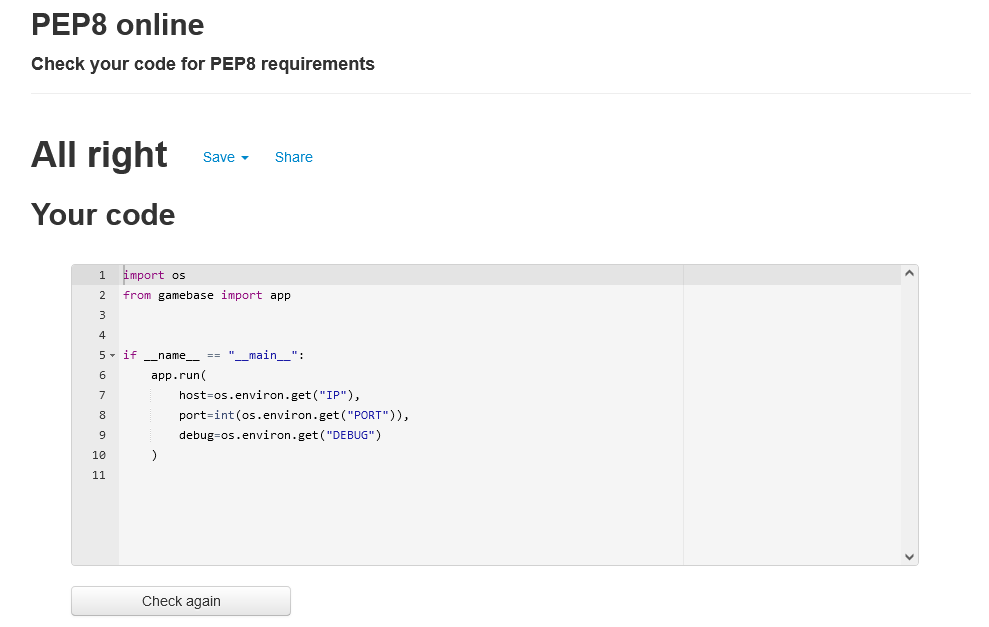 PEP8 online
Check your code for PEP8 requirements
All right Save Share
Your code
1 import os
2 from gamebase import app
3
4
5 if __name__ == "__main__":
6     app.run(
7         host=os.environ.get("IP"),
8         port=int(os.environ.get("PORT")),
9         debug=os.environ.get("DEBUG")
10     )
11
Check again